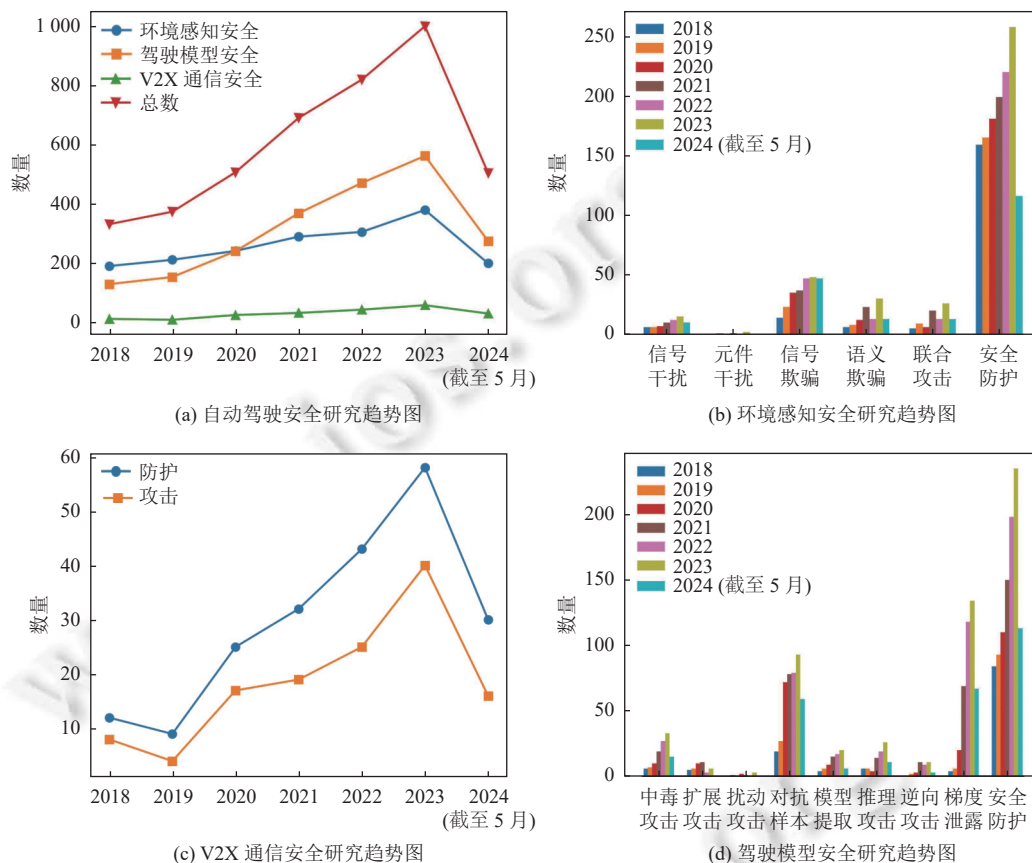 1 000
800
600
400
200
0
数量
环境感知安全
驾驶模型安全
V2X 通信安全
总数
2018 2019 2020 2021 2022 2023 2024
(截至 5 月)
(a) 自动驾驶安全研究趋势图
250
200
150
100
50
0
数量
2018
2019
2020
2021
2022
2023
2024 (截至 5 月)
信号 元件 信号 语义 联合 安全
干扰 干扰 欺骗 欺骗 攻击 防护
(b) 环境感知安全研究趋势图
60
50
40
30
20
10
数量
防护
攻击
2018 2019 2020 2021 2022 2023 2024
(截至 5 月)
(c) V2X 通信安全研究趋势图
200
150
100
50
0
数量
2018
2019
2020
2021
2022
2023
2024 (截至 5 月)
中毒 扩展 扰动 对抗 模型 推理 逆向 梯度 安全
攻击 攻击 攻击 样本 提取 攻击 攻击 泄露 防护
(d) 驾驶模型安全研究趋势图